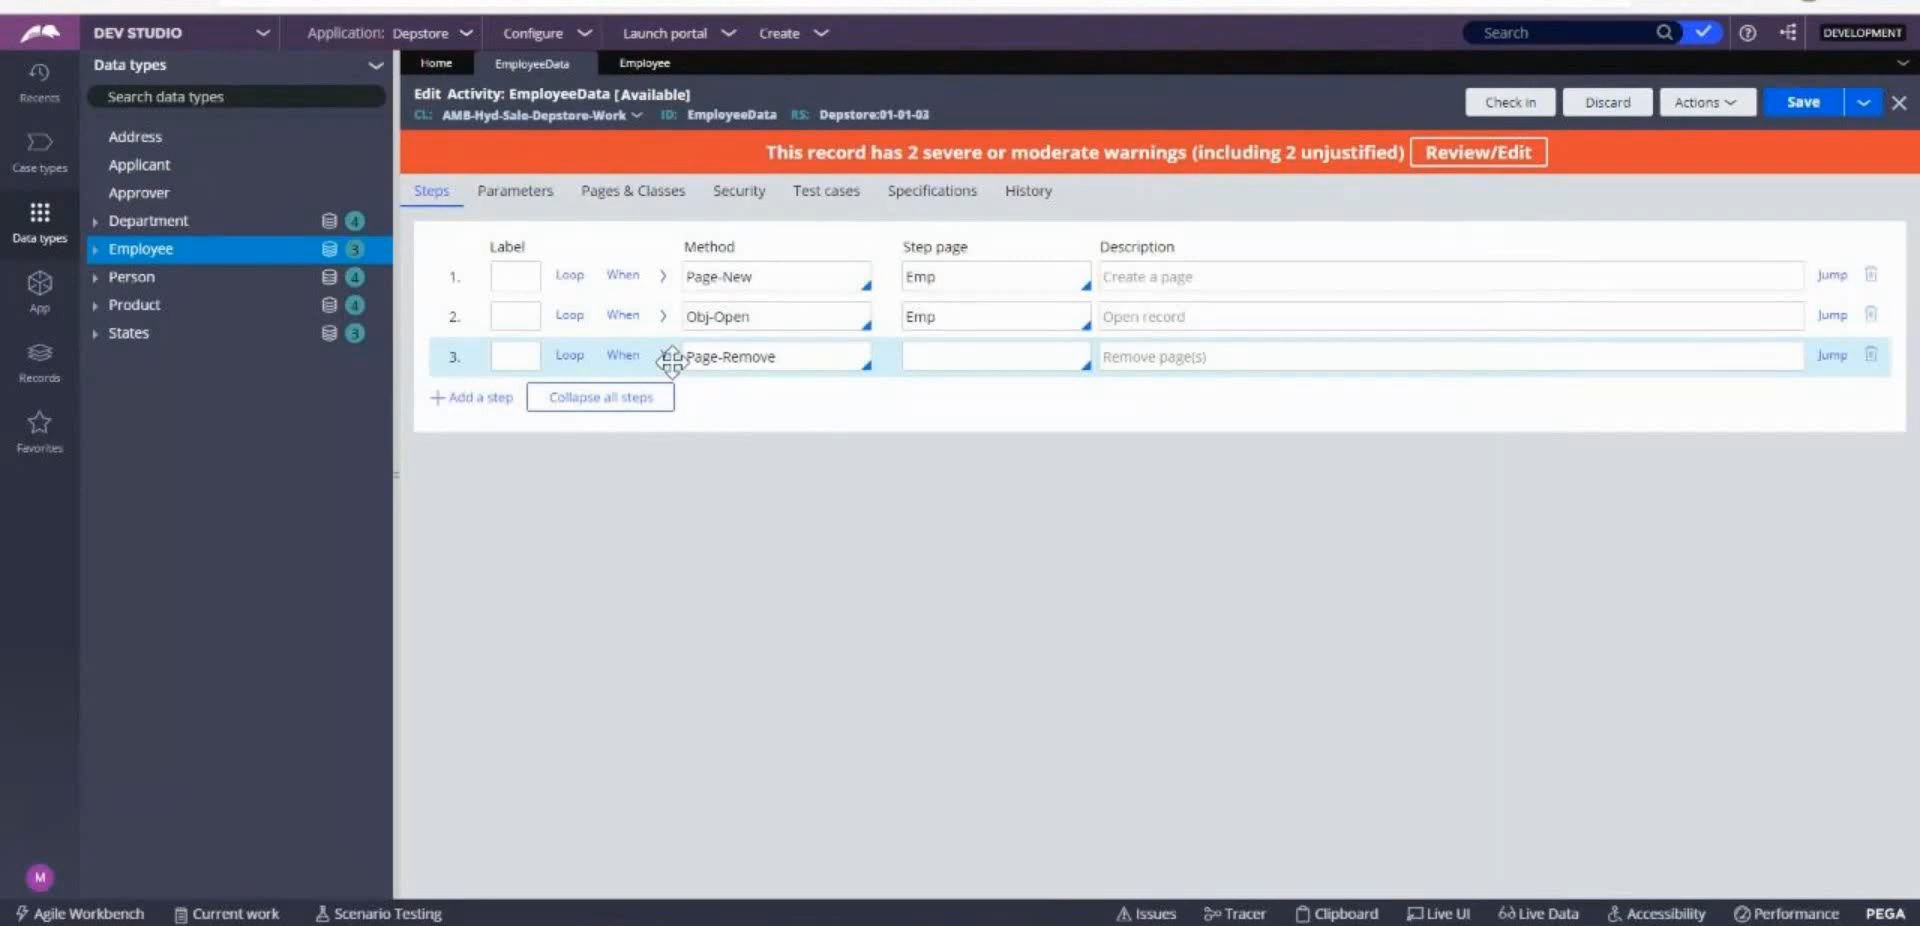 DEV STUDIO
Application: Depstore
Configure
Launch portal
Create
Search
DEVELOPMENT
Recents
Case types
Data types
App
Records
Favorites
M
Data types
Search data types
Address
Applicant
Approver
Department 4
Employee 3
Person 4
Product 4
States 3
Home
EmployeeData
Employee
Edit Activity: EmployeeData [Available]
CL: AMB-Hyd-Sale-Depstore-Work ID: EmployeeData RS: Depstore:01-01-03
Check in
Discard
Actions
Save
This record has 2 severe or moderate warnings (including 2 unjustified) Review/Edit
Steps Parameters Pages & Classes Security Test cases Specifications History
Label Method Step page Description
1. Loop When Page-New Emp Create a page Jump
2. Loop When Obj-Open Emp Open record Jump
3. Loop When Page-Remove Remove page(s) Jump
Add a step Collapse all steps
Agile Workbench Current work Scenario Testing Issues Tracer Clipboard Live UI Live Data Accessibility Performance PEGA